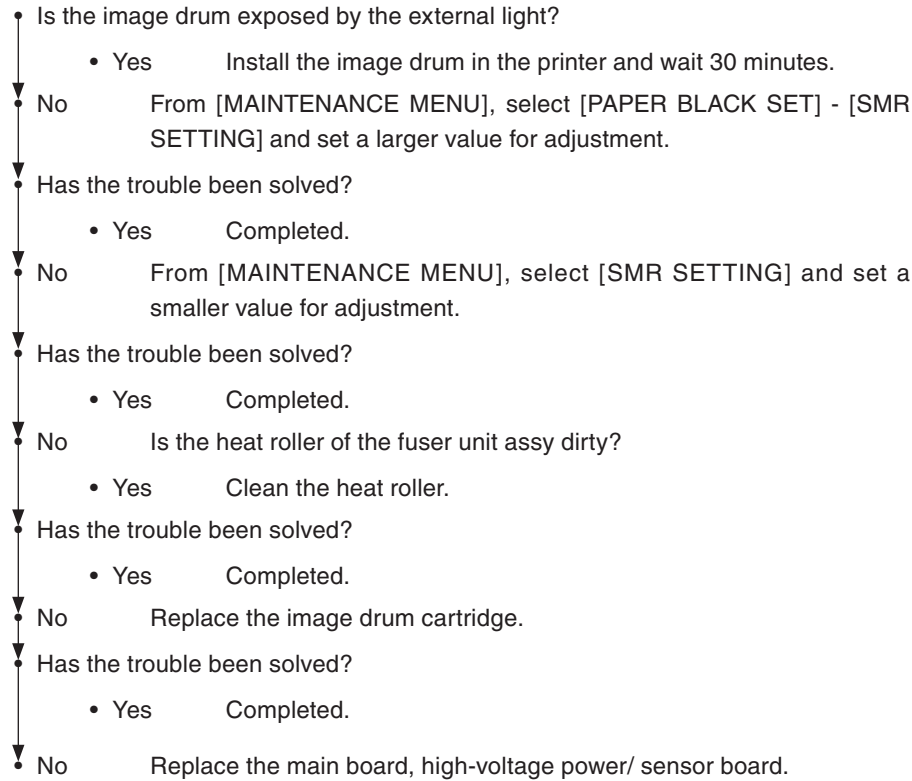 • Is the image drum exposed by the external light?
• Yes Install the image drum in the printer and wait 30 minutes.
• No From [MAINTENANCE MENU], select [PAPER BLACK SET] - [SMR
SETTING] and set a larger value for adjustment.
• Has the trouble been solved?
• Yes Completed.
• No From [MAINTENANCE MENU], select [SMR SETTING] and set a
smaller value for adjustment.
• Has the trouble been solved?
• Yes Completed.
• No Is the heat roller of the fuser unit assy dirty?
• Yes Clean the heat roller.
• Has the trouble been solved?
• Yes Completed.
• No Replace the image drum cartridge.
• Has the trouble been solved?
• Yes Completed.
• No Replace the main board, high-voltage power/ sensor board.